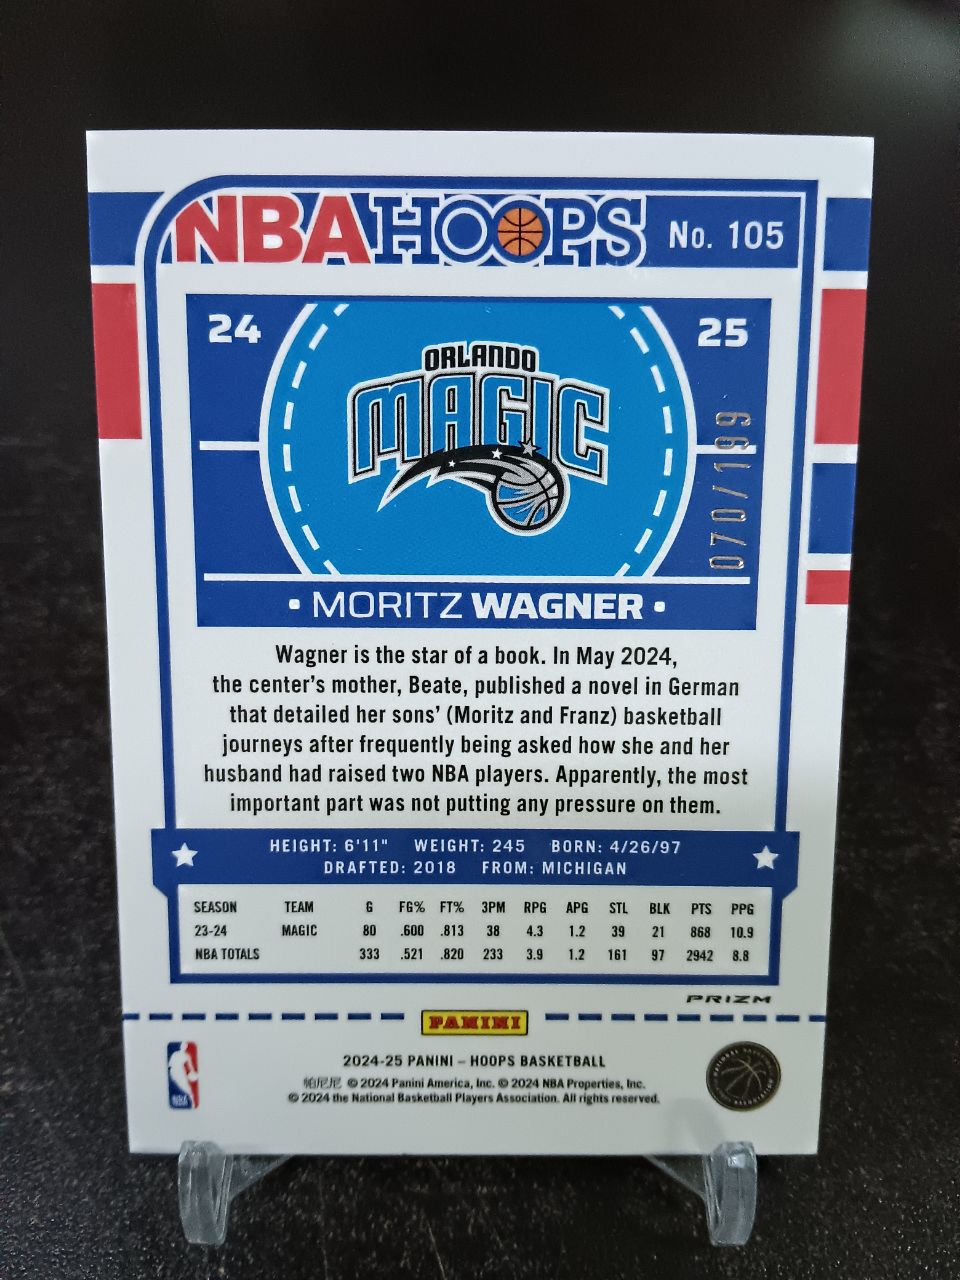 NBA HOOPS No. 105
24 25
ORLANDO
MAGIC
070/199
• MORITZ WAGNER •
Wagner is the star of a book. In May 2024,
the center's mother, Beate, published a novel in German
that detailed her sons' (Moritz and Franz) basketball
journeys after frequently being asked how she and her
husband had raised two NBA players. Apparently, the most
important part was not putting any pressure on them.
HEIGHT: 6'11" WEIGHT: 245 BORN: 4/26/97
DRAFTED: 2018 FROM: MICHIGAN
SEASON TEAM G FG% FT% 3PM RPG APG STL BLK PTS PPG
23-24 MAGIC 80 .600 .813 38 4.3 1.2 39 21 868 10.9
NBA TOTALS 333 .521 .820 233 3.9 1.2 161 97 2942 8.8
PRIZM
PANINI
2024-25 PANINI – HOOPS BASKETBALL
帕尼尼 © 2024 Panini America, Inc. © 2024 NBA Properties, Inc.
© 2024 the National Basketball Players Association. All rights reserved.
NBA